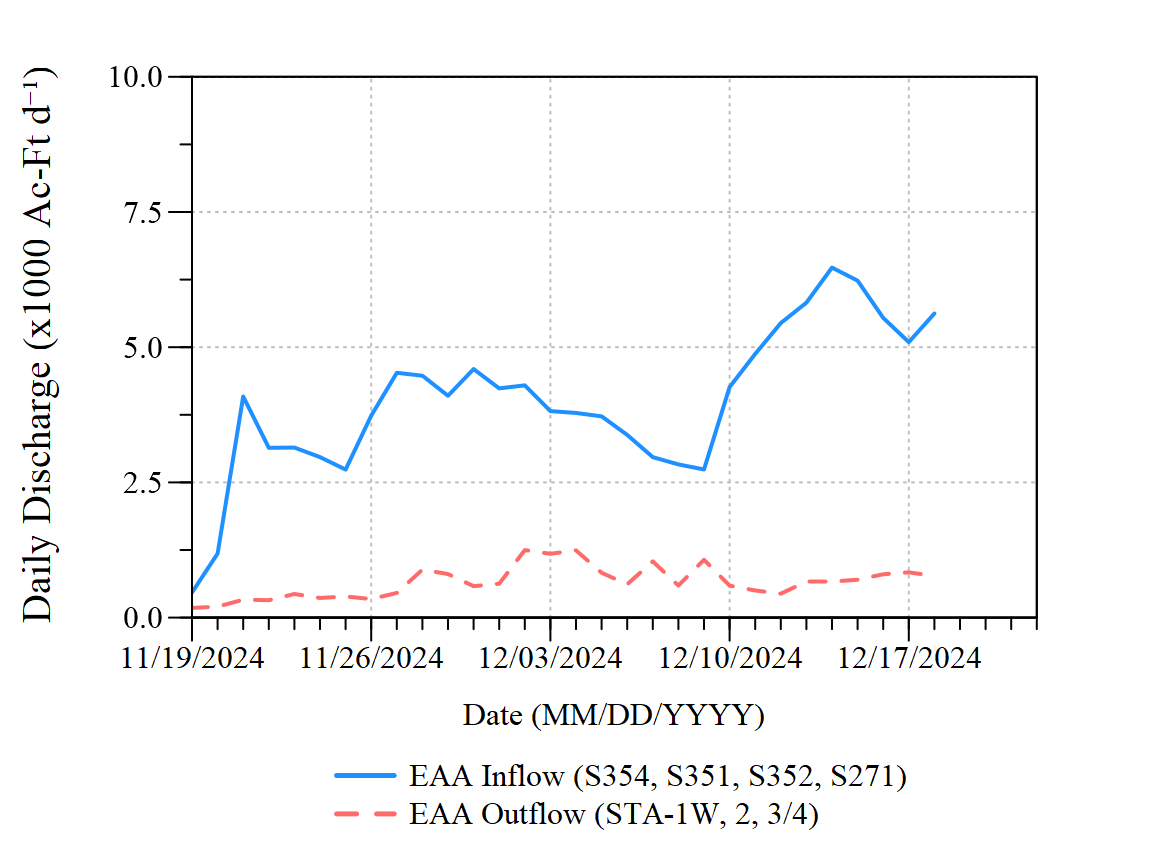 Daily Discharge (x1000 Ac-Ft d⁻¹)
10.0
7.5
5.0
2.5
0.0
11/19/2024 11/26/2024 12/03/2024 12/10/2024 12/17/2024
Date (MM/DD/YYYY)
EAA Inflow (S354, S351, S352, S271)
EAA Outflow (STA-1W, 2, 3/4)